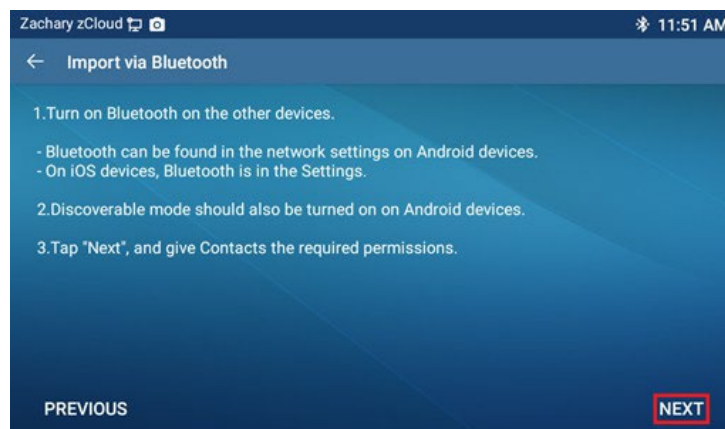 Zachary zCloud
11:51 AM
Import via Bluetooth
1.Turn on Bluetooth on the other devices.
- Bluetooth can be found in the network settings on Android devices.
- On iOS devices, Bluetooth is in the Settings.
2.Discoverable mode should also be turned on on Android devices.
3.Tap "Next", and give Contacts the required permissions.
PREVIOUS
NEXT